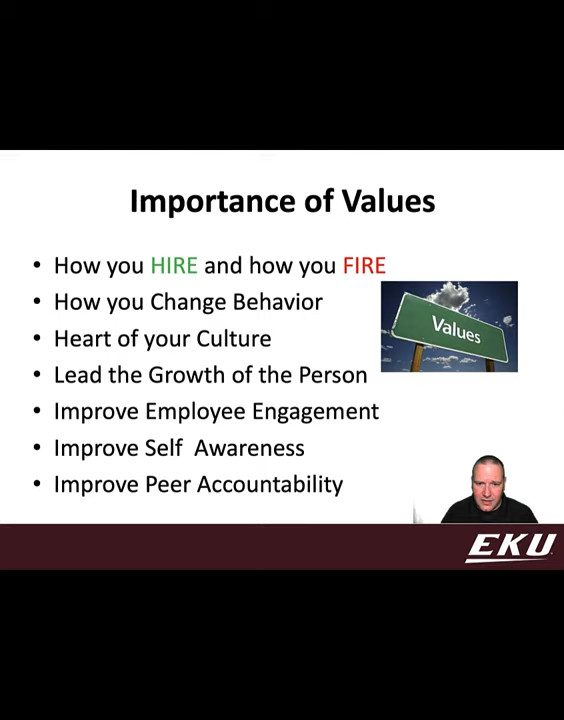 Importance of Values
• How you HIRE and how you FIRE
• How you Change Behavior
• Heart of your Culture
• Lead the Growth of the Person
• Improve Employee Engagement
• Improve Self  Awareness
• Improve Peer Accountability
Values
EKU